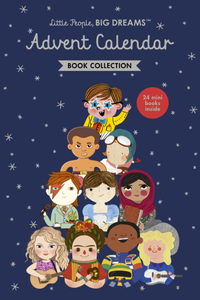 Little People, BIG DREAMS™
Advent Calendar
BOOK COLLECTION
24 mini
books
inside